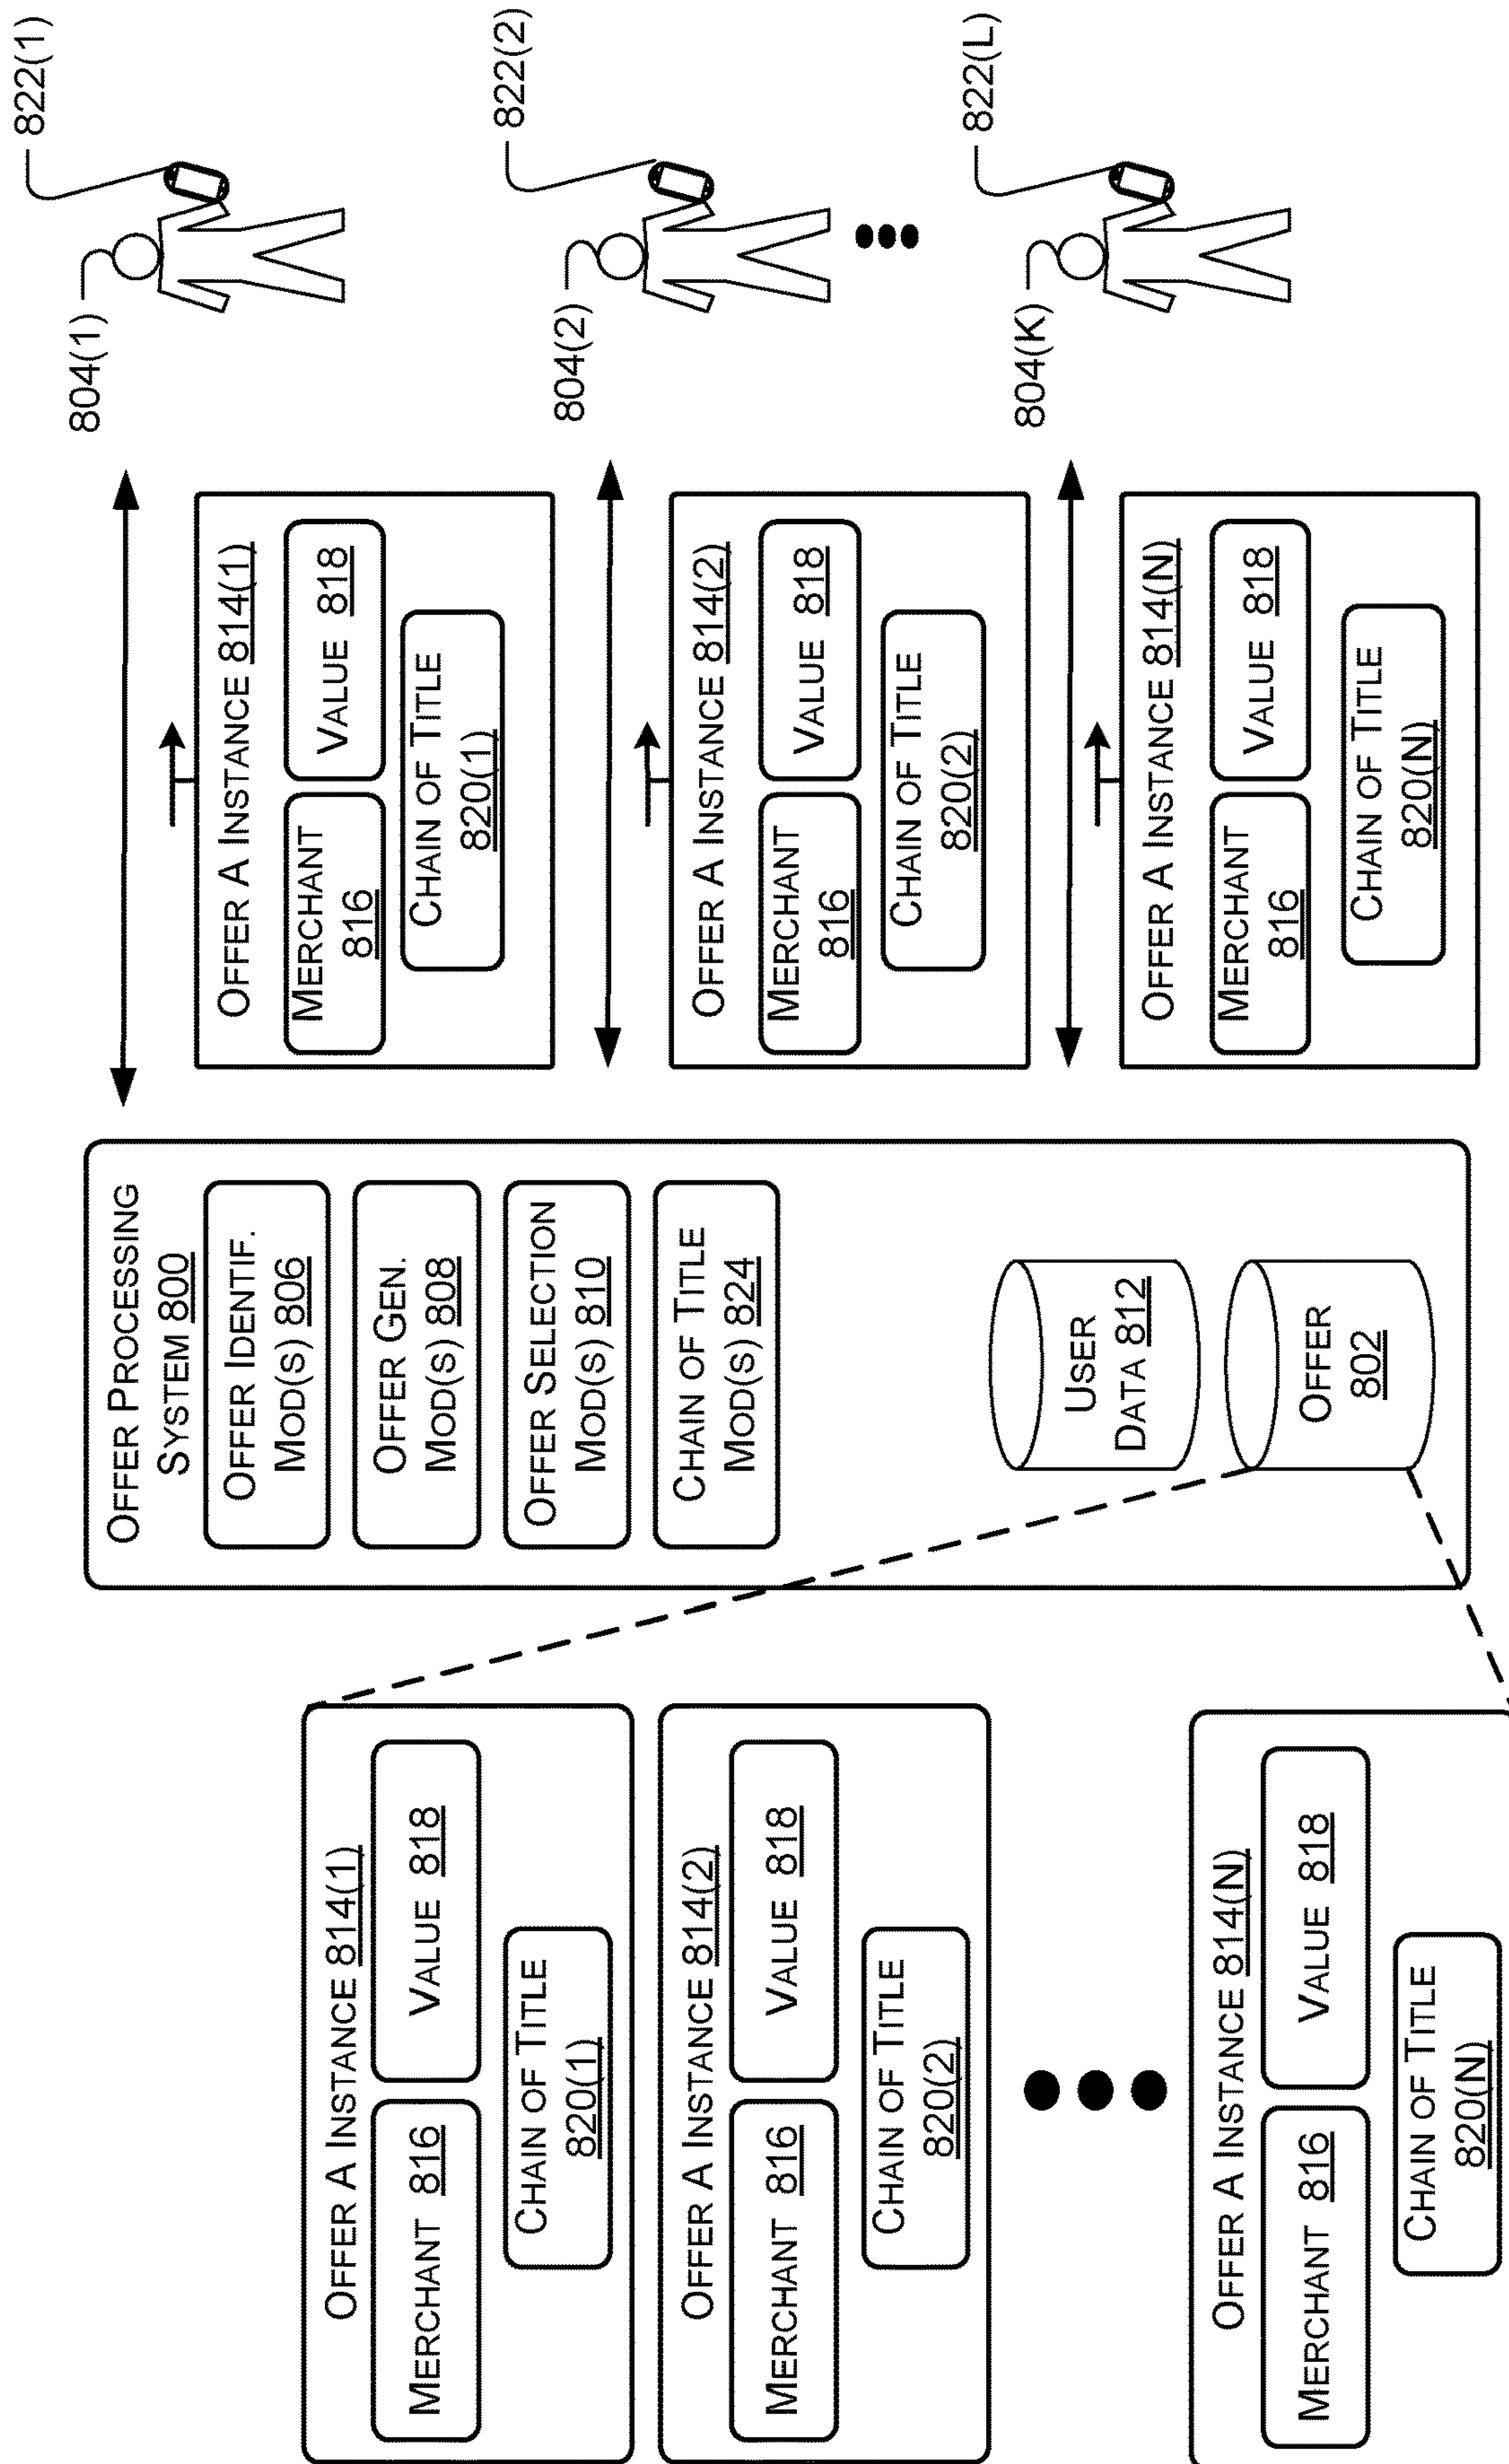 OFFER A INSTANCE 814(1)
MERCHANT 816
VALUE 818
CHAIN OF TITLE
820(1)
OFFER A INSTANCE 814(2)
MERCHANT 816
VALUE 818
CHAIN OF TITLE
820(2)
OFFER A INSTANCE 814(N)
MERCHANT 816
VALUE 818
CHAIN OF TITLE
820(N)
OFFER PROCESSING
SYSTEM 800
OFFER IDENTIF.
MOD(S) 806
OFFER GEN.
MOD(S) 808
OFFER SELECTION
MOD(S) 810
CHAIN OF TITLE
MOD(S) 824
USER
DATA 812
OFFER
802
OFFER A INSTANCE 814(1)
MERCHANT
816
VALUE 818
CHAIN OF TITLE
820(1)
OFFER A INSTANCE 814(2)
MERCHANT
816
VALUE 818
CHAIN OF TITLE
820(2)
OFFER A INSTANCE 814(N)
MERCHANT
816
VALUE 818
CHAIN OF TITLE
820(N)
804(1)
822(1)
804(2)
822(2)
804(K)
822(L)